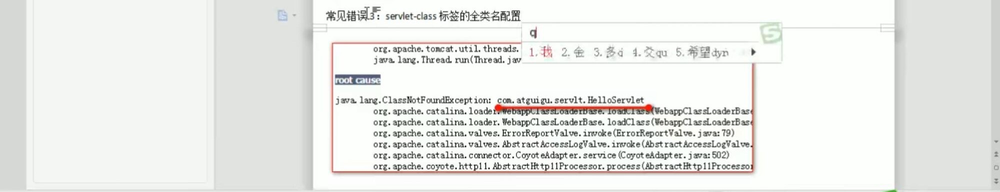 常见错误3：servlet-class 标签的全类名配置
q
1.我 2.金 3.多q 4.爻qu 5.希望dyn
org.apache.tomcat.util.threads.
java.lang.Thread.run(Thread.jav
root cause
java.lang.ClassNotFoundException: com.atguigu.servlt.HelloServlet
org.apache.catalina.loader.WebappClassLoaderBase.loadClass(WebappClassLoaderBase
org.apache.catalina.loader.WebappClassLoaderBase.loadClass(WebappClassLoaderBase
org.apache.catalina.valves.ErrorReportValve.invoke(ErrorReportValve.java:79)
org.apache.catalina.valves.AbstractAccessLogValve.invoke(AbstractAccessLogValve.
org.apache.catalina.connector.CoyoteAdapter.service(CoyoteAdapter.java:502)
org.apache.coyote.http11.AbstractHttp11Processor.process(AbstractHttp11Processor